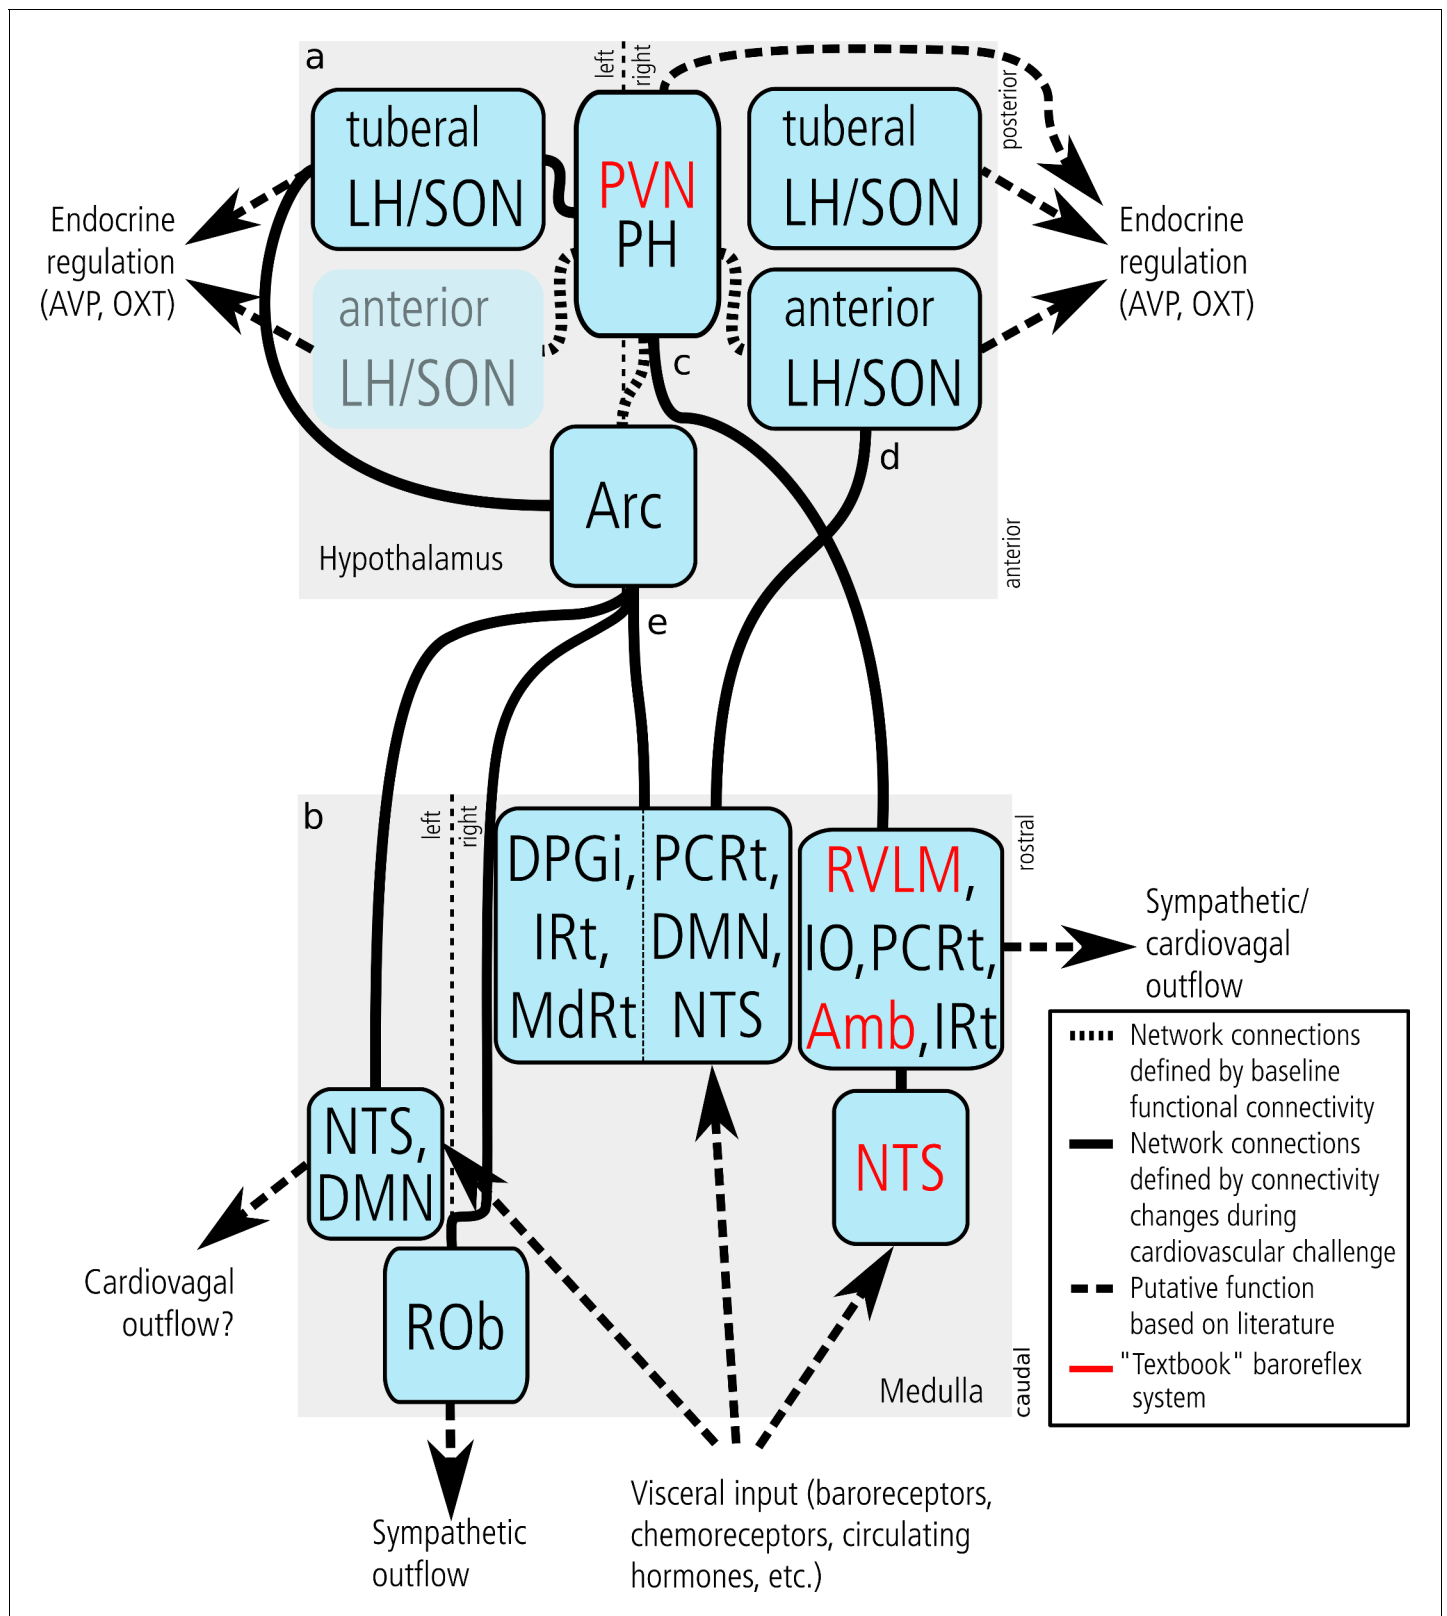 a
left
right
posterior
tuberal
LH/SON
PVN
PH
tuberal
LH/SON
Endocrine
regulation
(AVP, OXT)
Endocrine
regulation
(AVP, OXT)
anterior
LH/SON
anterior
LH/SON
c
d
Arc
Hypothalamus
anterior
e
b
left
right
rostral
DPGi,
IRt,
MdRt
PCRt,
DMN,
NTS
RVLM,
IO,PCRt,
Amb,IRt
Sympathetic/
cardiovagal
outflow
NTS,
DMN
NTS
Cardiovagal
outflow?
ROb
Medulla
caudal
Network connections
defined by baseline
functional connectivity
Network connections
defined by connectivity
changes during
cardiovascular challenge
Putative function
based on literature
"Textbook" baroreflex
system
Sympathetic
outflow
Visceral input (baroreceptors,
chemoreceptors, circulating
hormones, etc.)